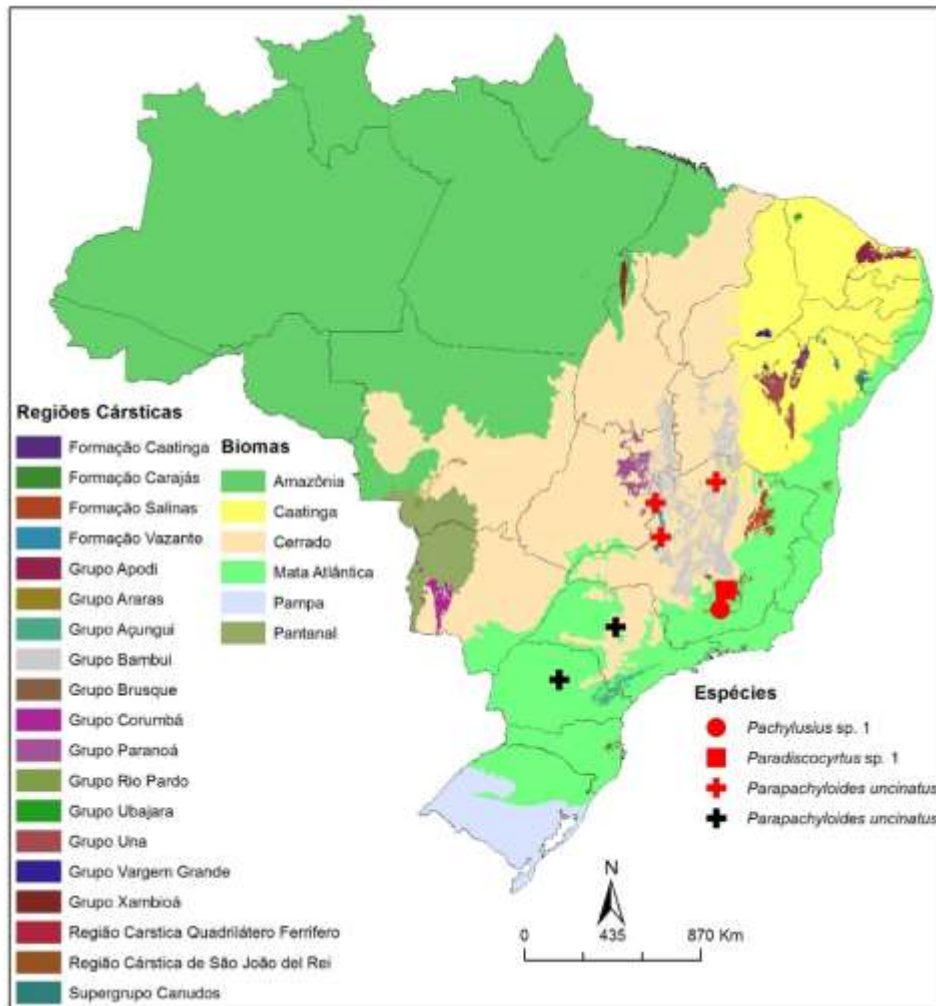 Regiões Cársticas
Formação Caatinga
Formação Carajás
Formação Salinas
Formação Vazante
Grupo Apodi
Grupo Araras
Grupo Açungui
Grupo Bambuí
Grupo Brusque
Grupo Corumbá
Grupo Paranoá
Grupo Rio Pardo
Grupo Ubajara
Grupo Una
Grupo Vargem Grande
Grupo Xambioá
Região Carstica Quadrilátero Ferrífero
Região Cárstica de São João del Rei
Supergrupo Canudos
Biomas
Amazônia
Caatinga
Cerrado
Mata Atlântica
Pampa
Pantanal
Espécies
Pachylusius sp. 1
Paradiscocyrtus sp. 1
Parapachyloides uncinatus
Parapachyloides uncinatus
N
0 435 870 Km